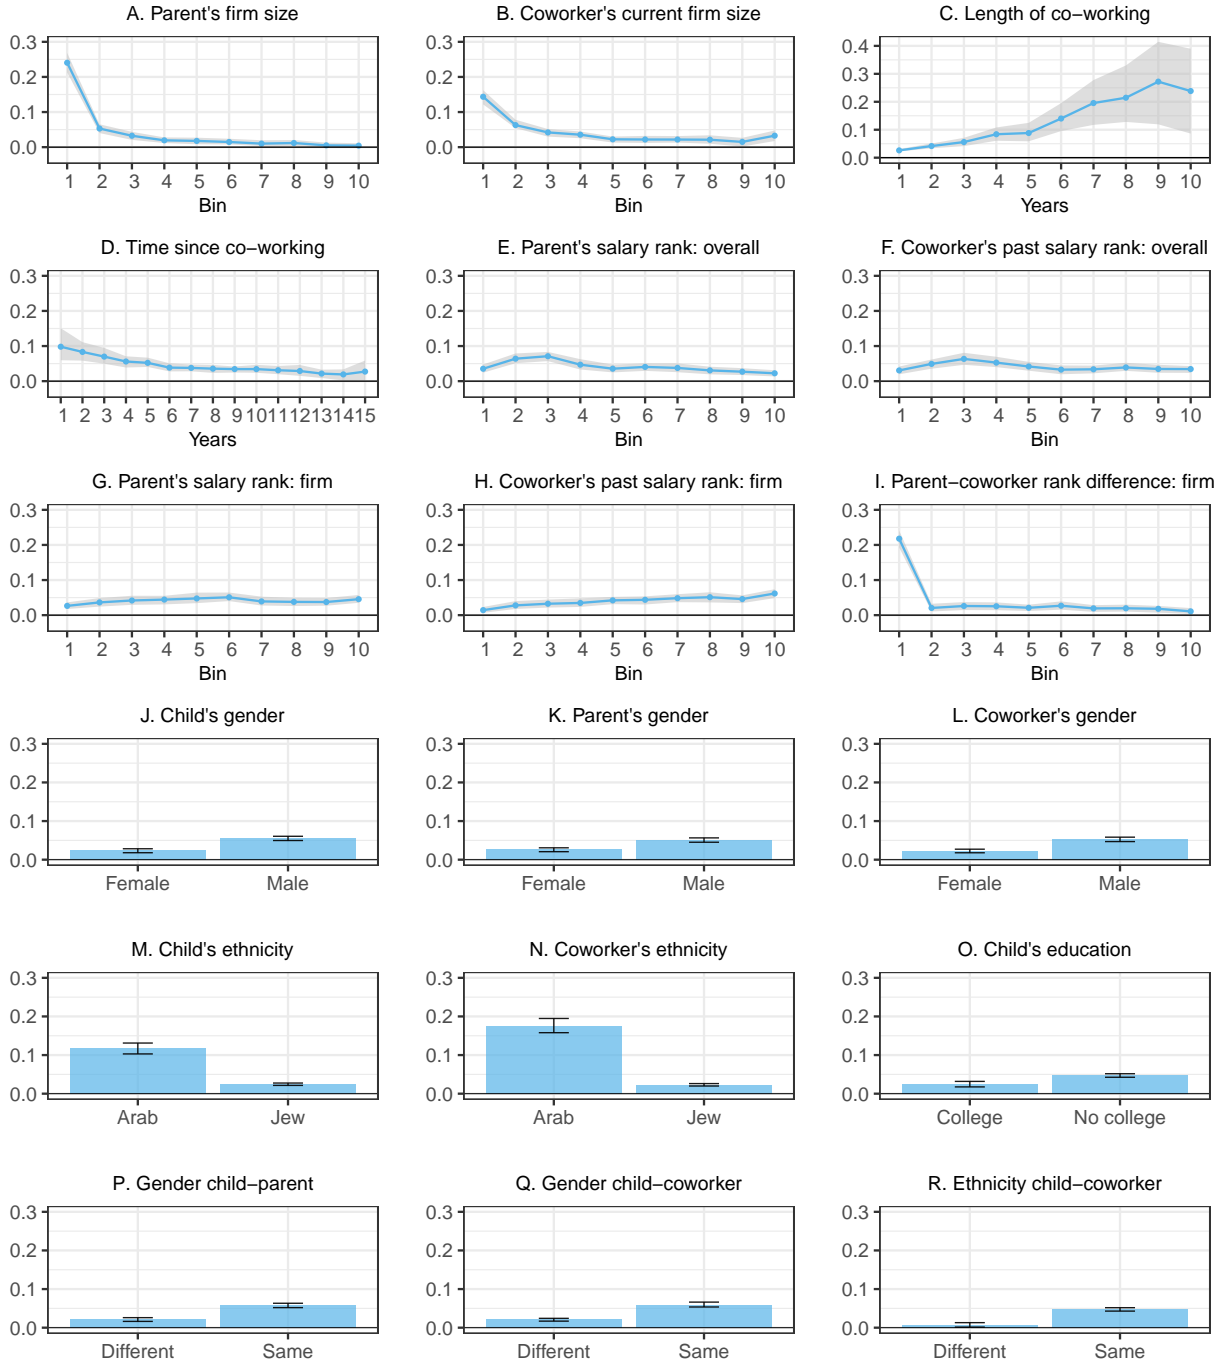 A. Parent's firm size
B. Coworker's current firm size
C. Length of co−working
0.3
0.2
0.1
0.0
1 2 3 4 5 6 7 8 9 10
Bin
0.3
0.2
0.1
0.0
1 2 3 4 5 6 7 8 9 10
Bin
0.4
0.3
0.2
0.1
0.0
1 2 3 4 5 6 7 8 9 10
Years
D. Time since co−working
E. Parent's salary rank: overall
F. Coworker's past salary rank: overall
0.3
0.2
0.1
0.0
1 2 3 4 5 6 7 8 9 10 11 12 13 14 15
Years
0.3
0.2
0.1
0.0
1 2 3 4 5 6 7 8 9 10
Bin
0.3
0.2
0.1
0.0
1 2 3 4 5 6 7 8 9 10
Bin
G. Parent's salary rank: firm
H. Coworker's past salary rank: firm
I. Parent−coworker rank difference: firm
0.3
0.2
0.1
0.0
1 2 3 4 5 6 7 8 9 10
Bin
0.3
0.2
0.1
0.0
1 2 3 4 5 6 7 8 9 10
Bin
0.3
0.2
0.1
0.0
1 2 3 4 5 6 7 8 9 10
Bin
J. Child's gender
K. Parent's gender
L. Coworker's gender
0.3
0.2
0.1
0.0
Female Male
0.3
0.2
0.1
0.0
Female Male
0.3
0.2
0.1
0.0
Female Male
M. Child's ethnicity
N. Coworker's ethnicity
O. Child's education
0.3
0.2
0.1
0.0
Arab Jew
0.3
0.2
0.1
0.0
Arab Jew
0.3
0.2
0.1
0.0
College No college
P. Gender child−parent
Q. Gender child−coworker
R. Ethnicity child−coworker
0.3
0.2
0.1
0.0
Different Same
0.3
0.2
0.1
0.0
Different Same
0.3
0.2
0.1
0.0
Different Same